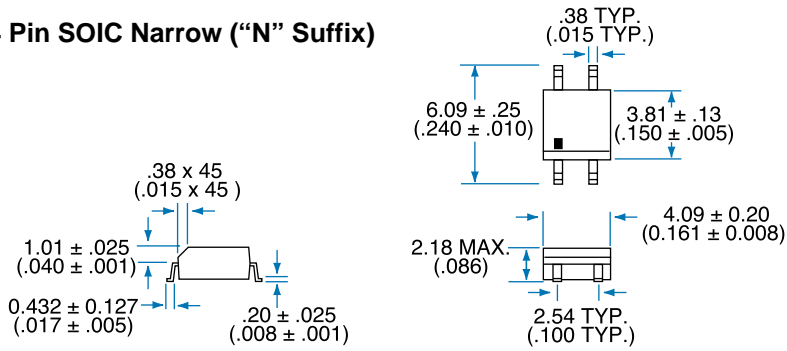 Pin SOIC Narrow (“N” Suffix)
.38 TYP.
(.015 TYP.)
6.09 ± .25
(.240 ± .010)
3.81 ± .13
(.150 ± .005)
.38 x 45
(.015 x 45 )
1.01 ± .025
(.040 ± .001)
0.432 ± 0.127
(.017 ± .005)
.20 ± .025
(.008 ± .001)
4.09 ± 0.20
(0.161 ± 0.008)
2.18 MAX.
(.086)
2.54 TYP.
(.100 TYP.)